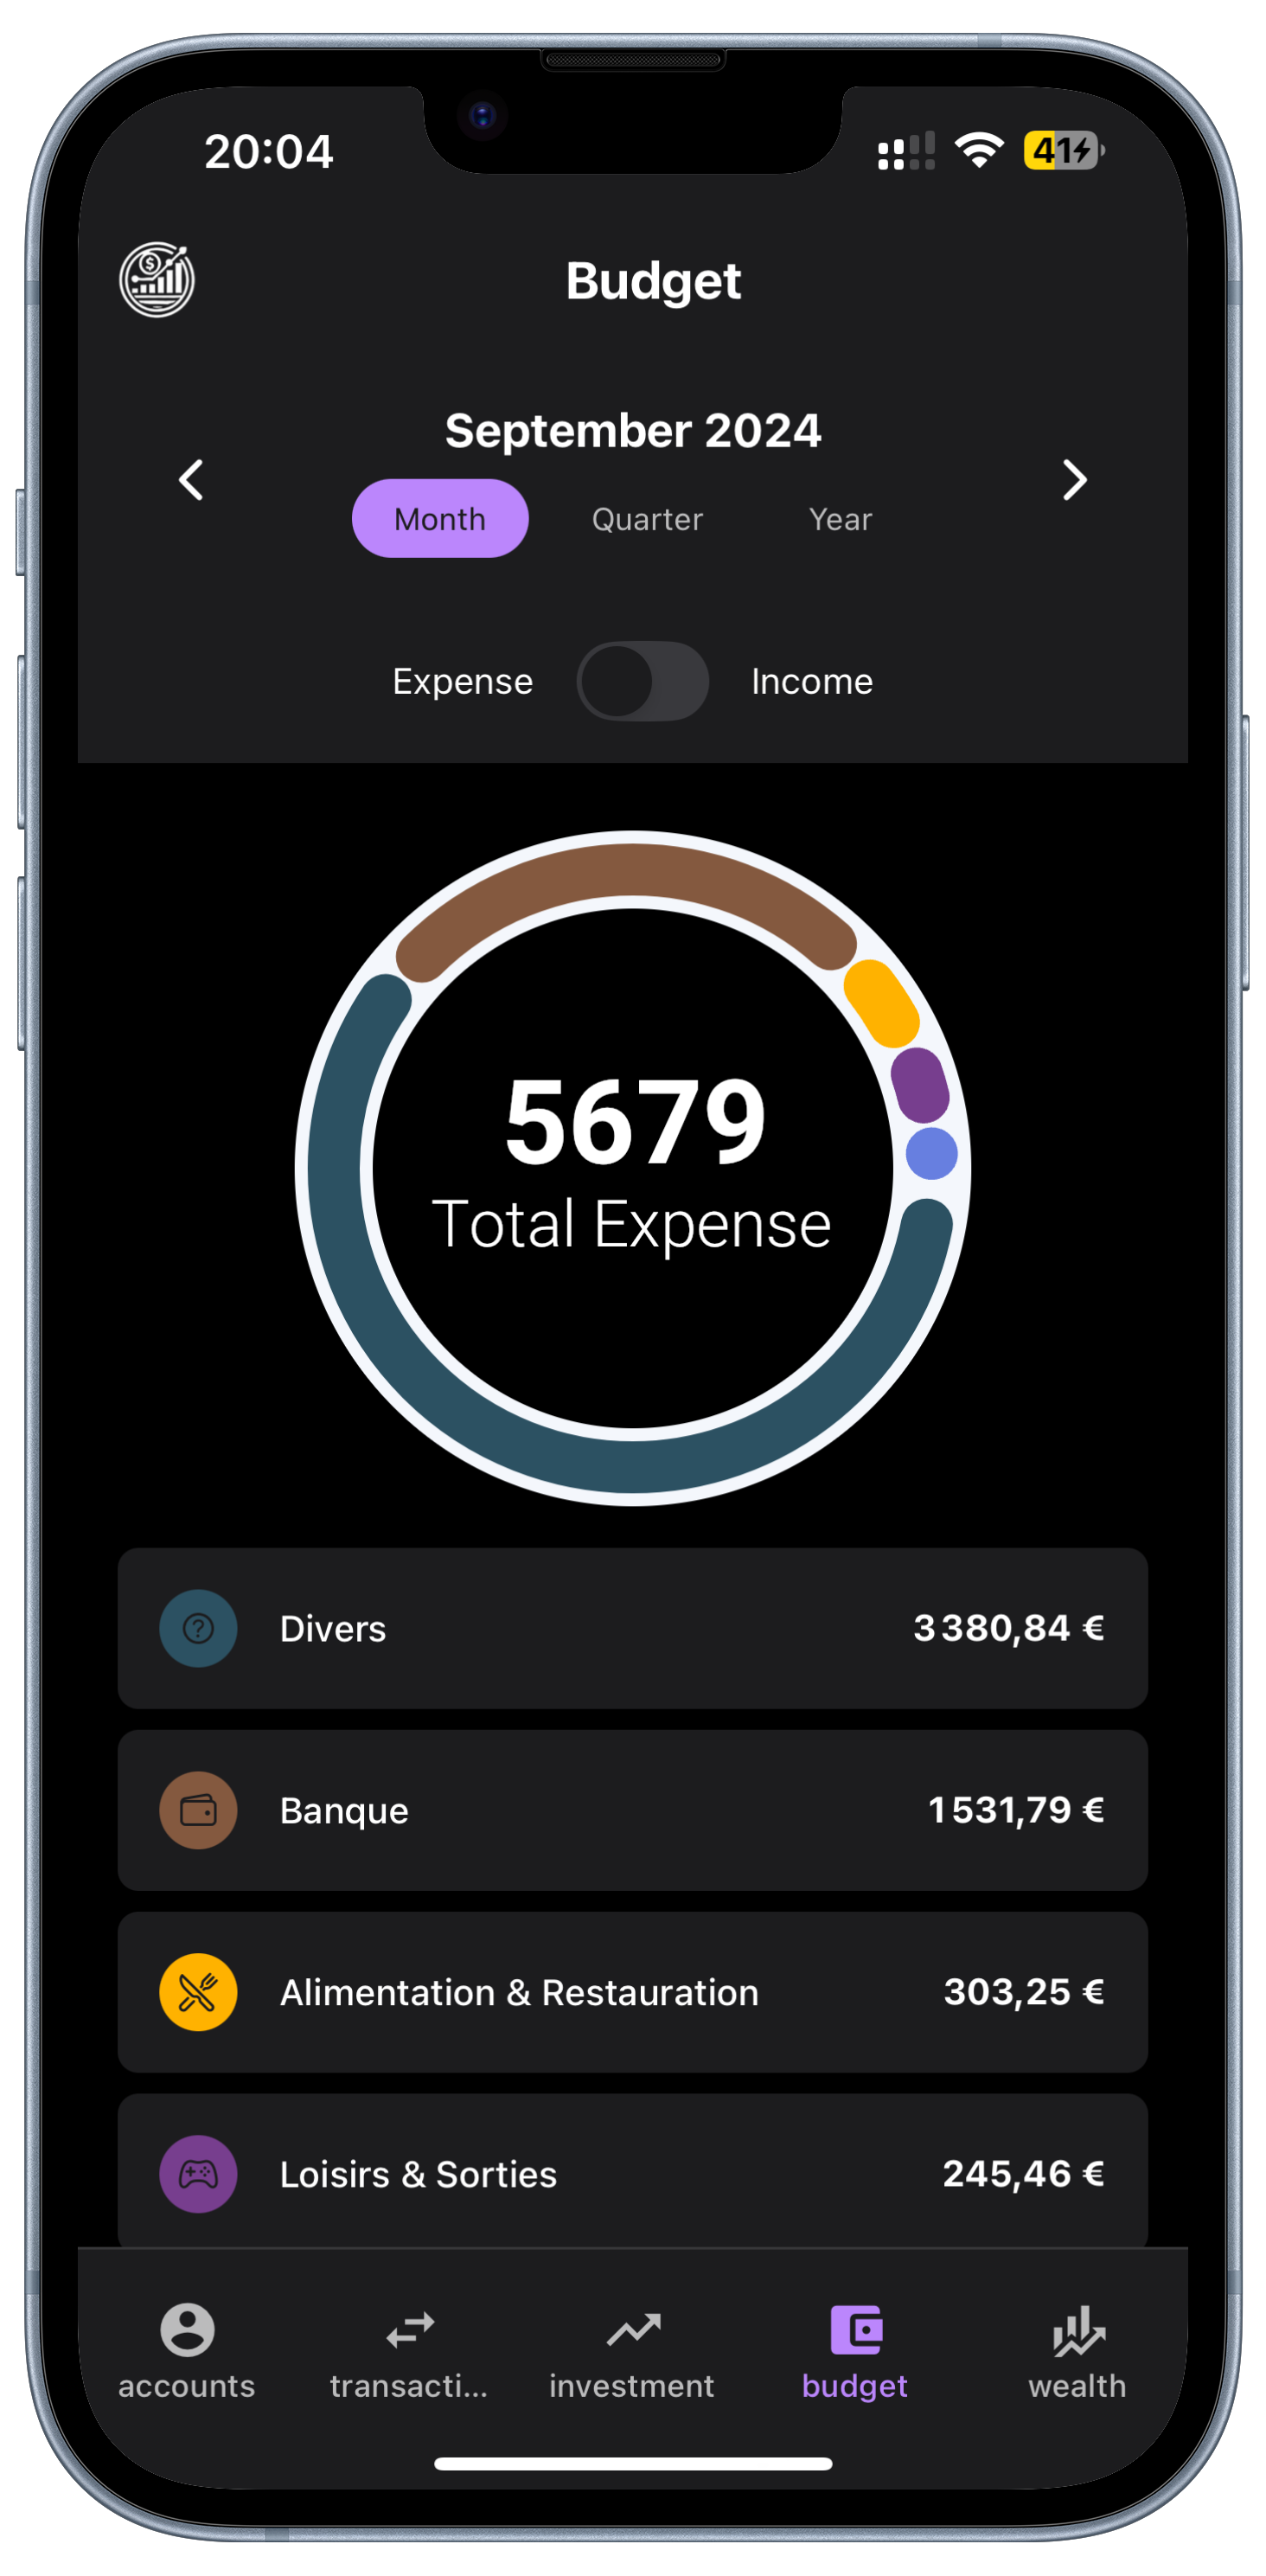 20:04
41
$
Budget
September 2024
Month Quarter Year
Expense Income
5679
Total Expense
? Divers 3 380,84 €
Banque 1 531,79 €
Alimentation & Restauration 303,25 €
Loisirs & Sorties 245,46 €
accounts transacti... investment budget wealth